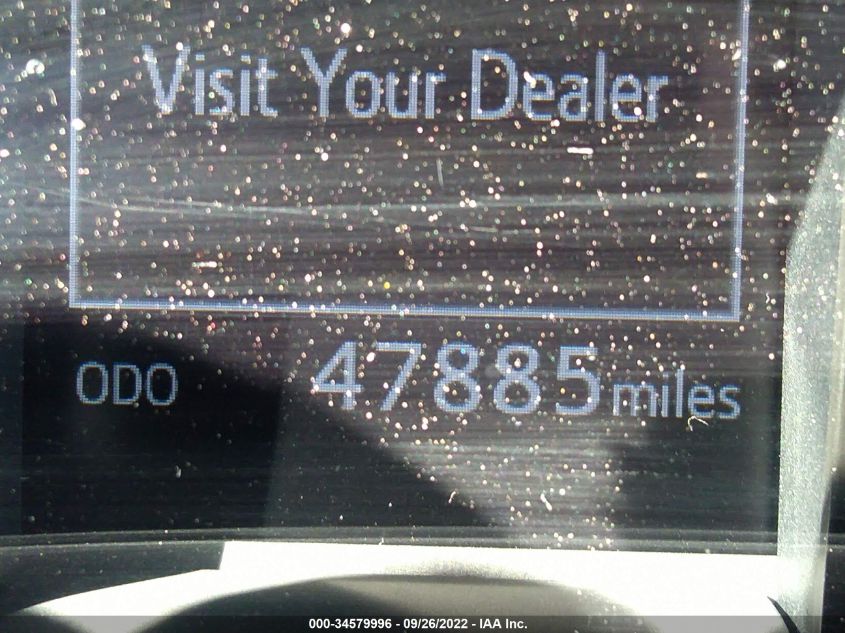 Visit Your Dealer
ODO 47885 miles
000-34579996 - 09/26/2022 - IAA Inc.